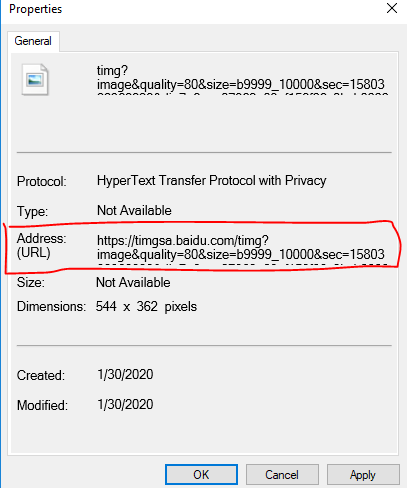 Properties
General
timg?
image&quality=80&size=b9999_10000&sec=15803
Protocol: HyperText Transfer Protocol with Privacy
Type: Not Available
Address: https://timgsa.baidu.com/timg?
(URL) image&quality=80&size=b9999_10000&sec=15803
Size: Not Available
Dimensions: 544 x 362 pixels
Created: 1/30/2020
Modified: 1/30/2020
OK Cancel Apply